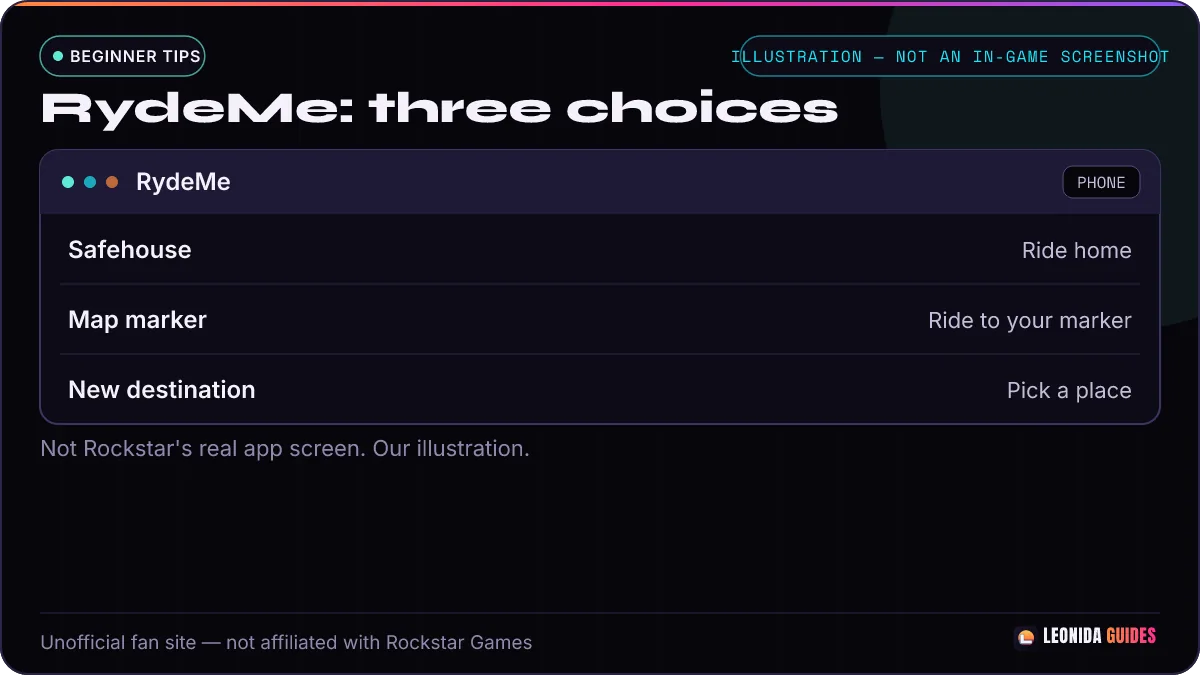 BEGINNER TIPS
ILLUSTRATION — NOT AN IN-GAME SCREENSHOT
RydeMe: three choices
RydeMe
PHONE
Safehouse
Ride home
Map marker
Ride to your marker
New destination
Pick a place
Not Rockstar's real app screen. Our illustration.
Unofficial fan site — not affiliated with Rockstar Games
LEONIDA GUIDES